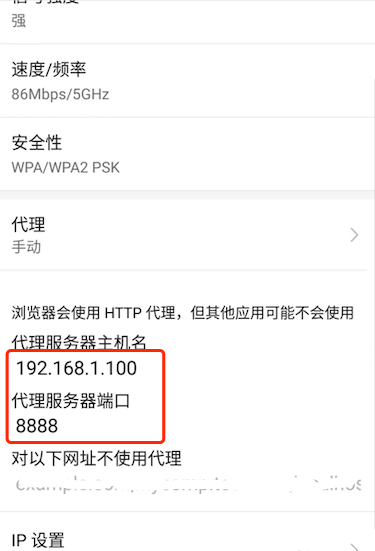 强
速度/频率
86Mbps/5GHz
安全性
WPA/WPA2 PSK
代理
手动
浏览器会使用 HTTP 代理，但其他应用可能不会使用
代理服务器主机名
192.168.1.100
代理服务器端口
8888
对以下网址不使用代理
IP 设置